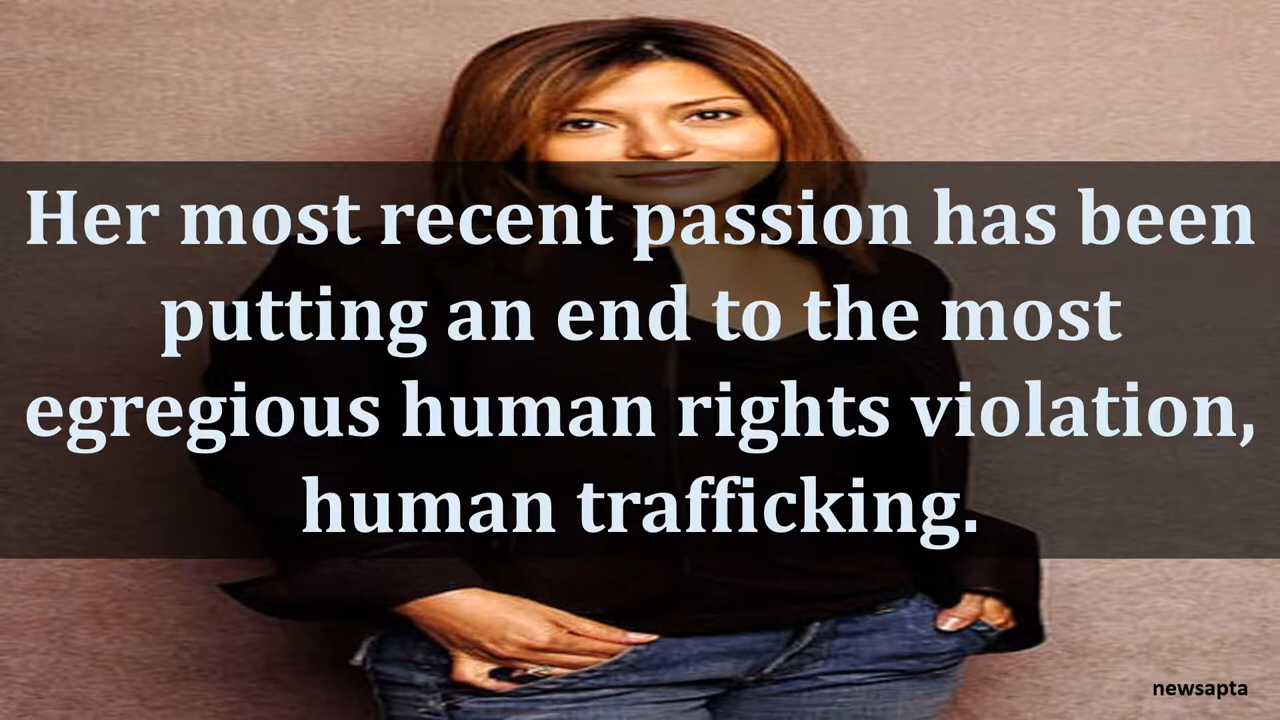 Her most recent passion has been
putting an end to the most
egregious human rights violation,
human trafficking.
newsapta